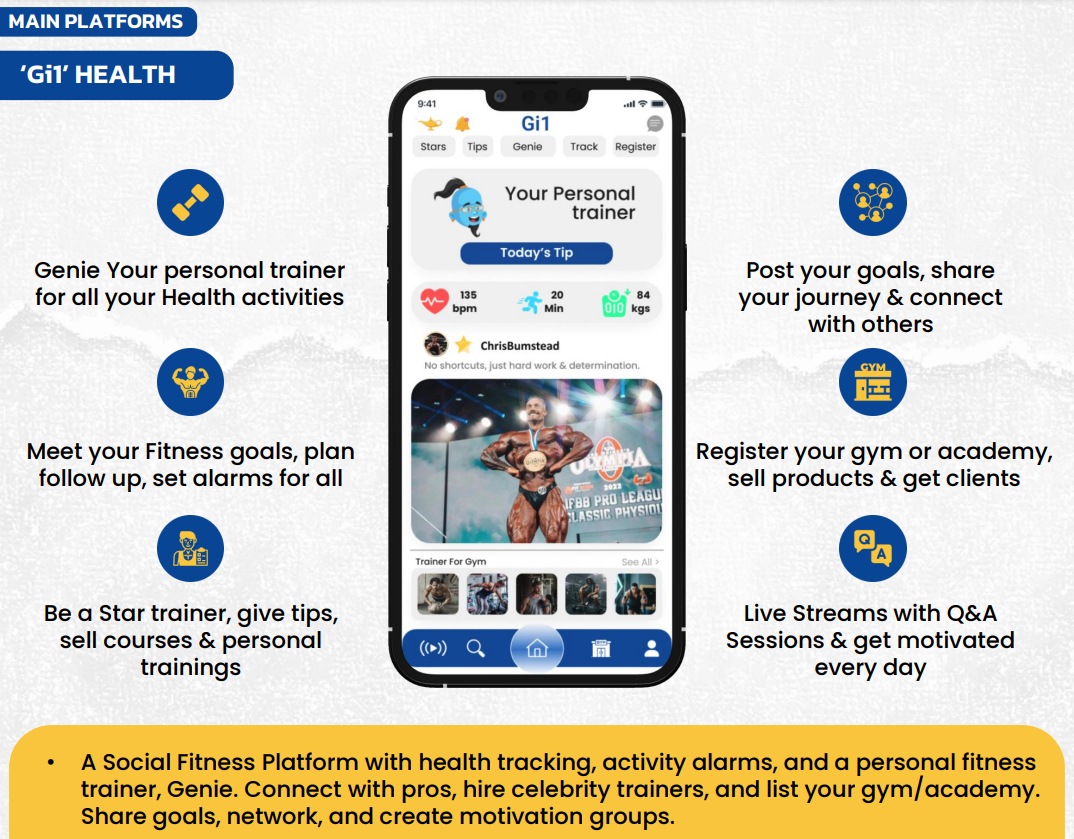 MAIN PLATFORMS
‘Gi1’ HEALTH
Genie Your personal trainer
for all your Health activities
Meet your Fitness goals, plan
follow up, set alarms for all
Be a Star trainer, give tips,
sell courses & personal
trainings
9:41
Gi1
Stars Tips Genie Track Register
Your Personal
trainer
Today’s Tip
135
bpm
20
Min
84
kgs
ChrisBumstead
No shortcuts, just hard work & determination.
OLYMPIA
2023
IFBB PRO LEAGU
CLASSIC PHYSIQU
Trainer For Gym See All >
Post your goals, share
your journey & connect
with others
GYM
Register your gym or academy,
sell products & get clients
Q
A
Live Streams with Q&A
Sessions & get motivated
every day
• A Social Fitness Platform with health tracking, activity alarms, and a personal fitness
trainer, Genie. Connect with pros, hire celebrity trainers, and list your gym/academy.
Share goals, network, and create motivation groups.